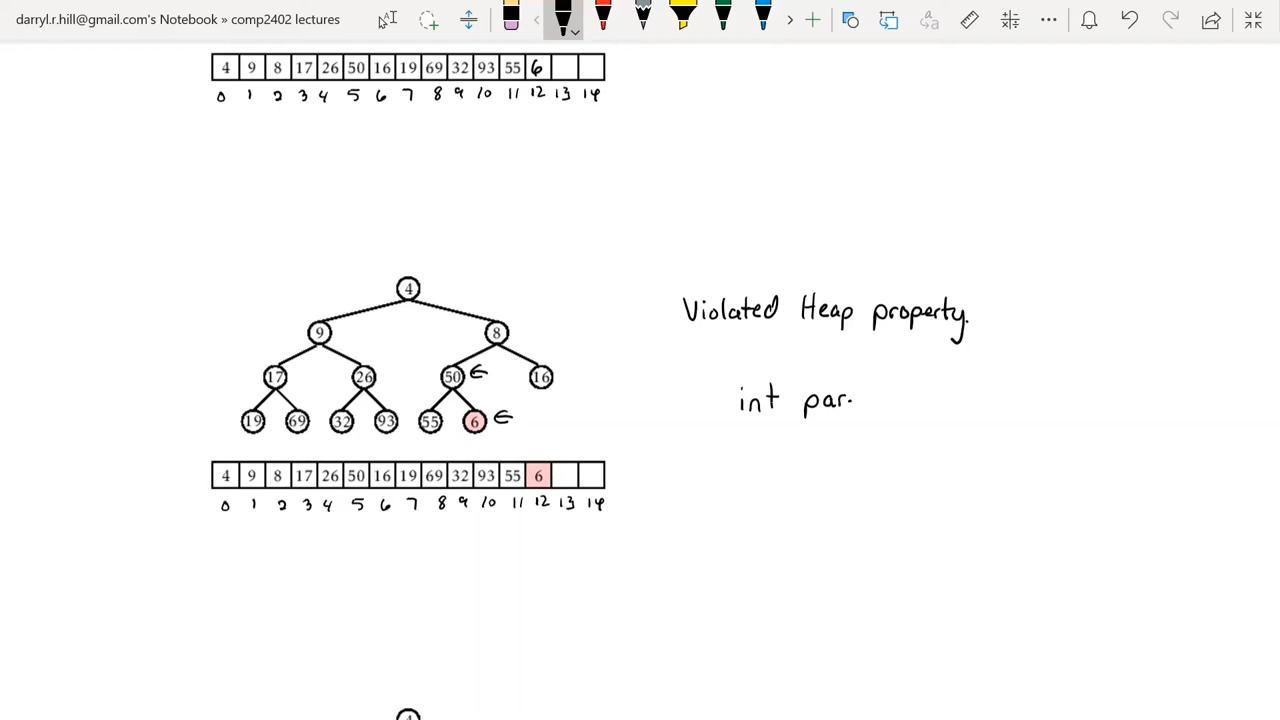 darryl.r.hill@gmail.com's Notebook » comp2402 lectures
4 9 8 17 26 50 16 19 69 32 93 55 6
0 1 2 3 4 5 6 7 8 9 10 11 12 13 14
4
9 8
Violated Heap property.
17 26 50 ∈ 16
int par.
19 69 32 93 55 6 ∈
4 9 8 17 26 50 16 19 69 32 93 55 6
0 1 2 3 4 5 6 7 8 9 10 11 12 13 14
4